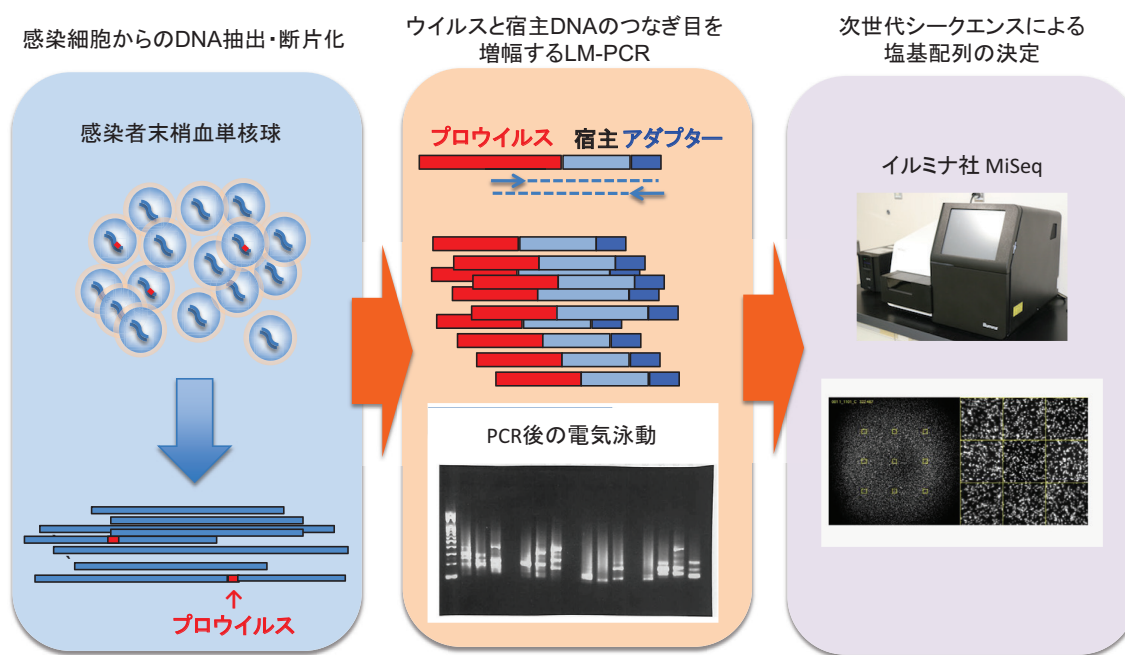 感染細胞からのDNA抽出・断片化
感染者末梢血単核球
プロウイルス
ウイルスと宿主DNAのつなぎ目を
増幅するLM-PCR
プロウイルス 宿主 アダプター
PCR後の電気泳動
次世代シークエンスによる
塩基配列の決定
イルミナ社 MiSeq